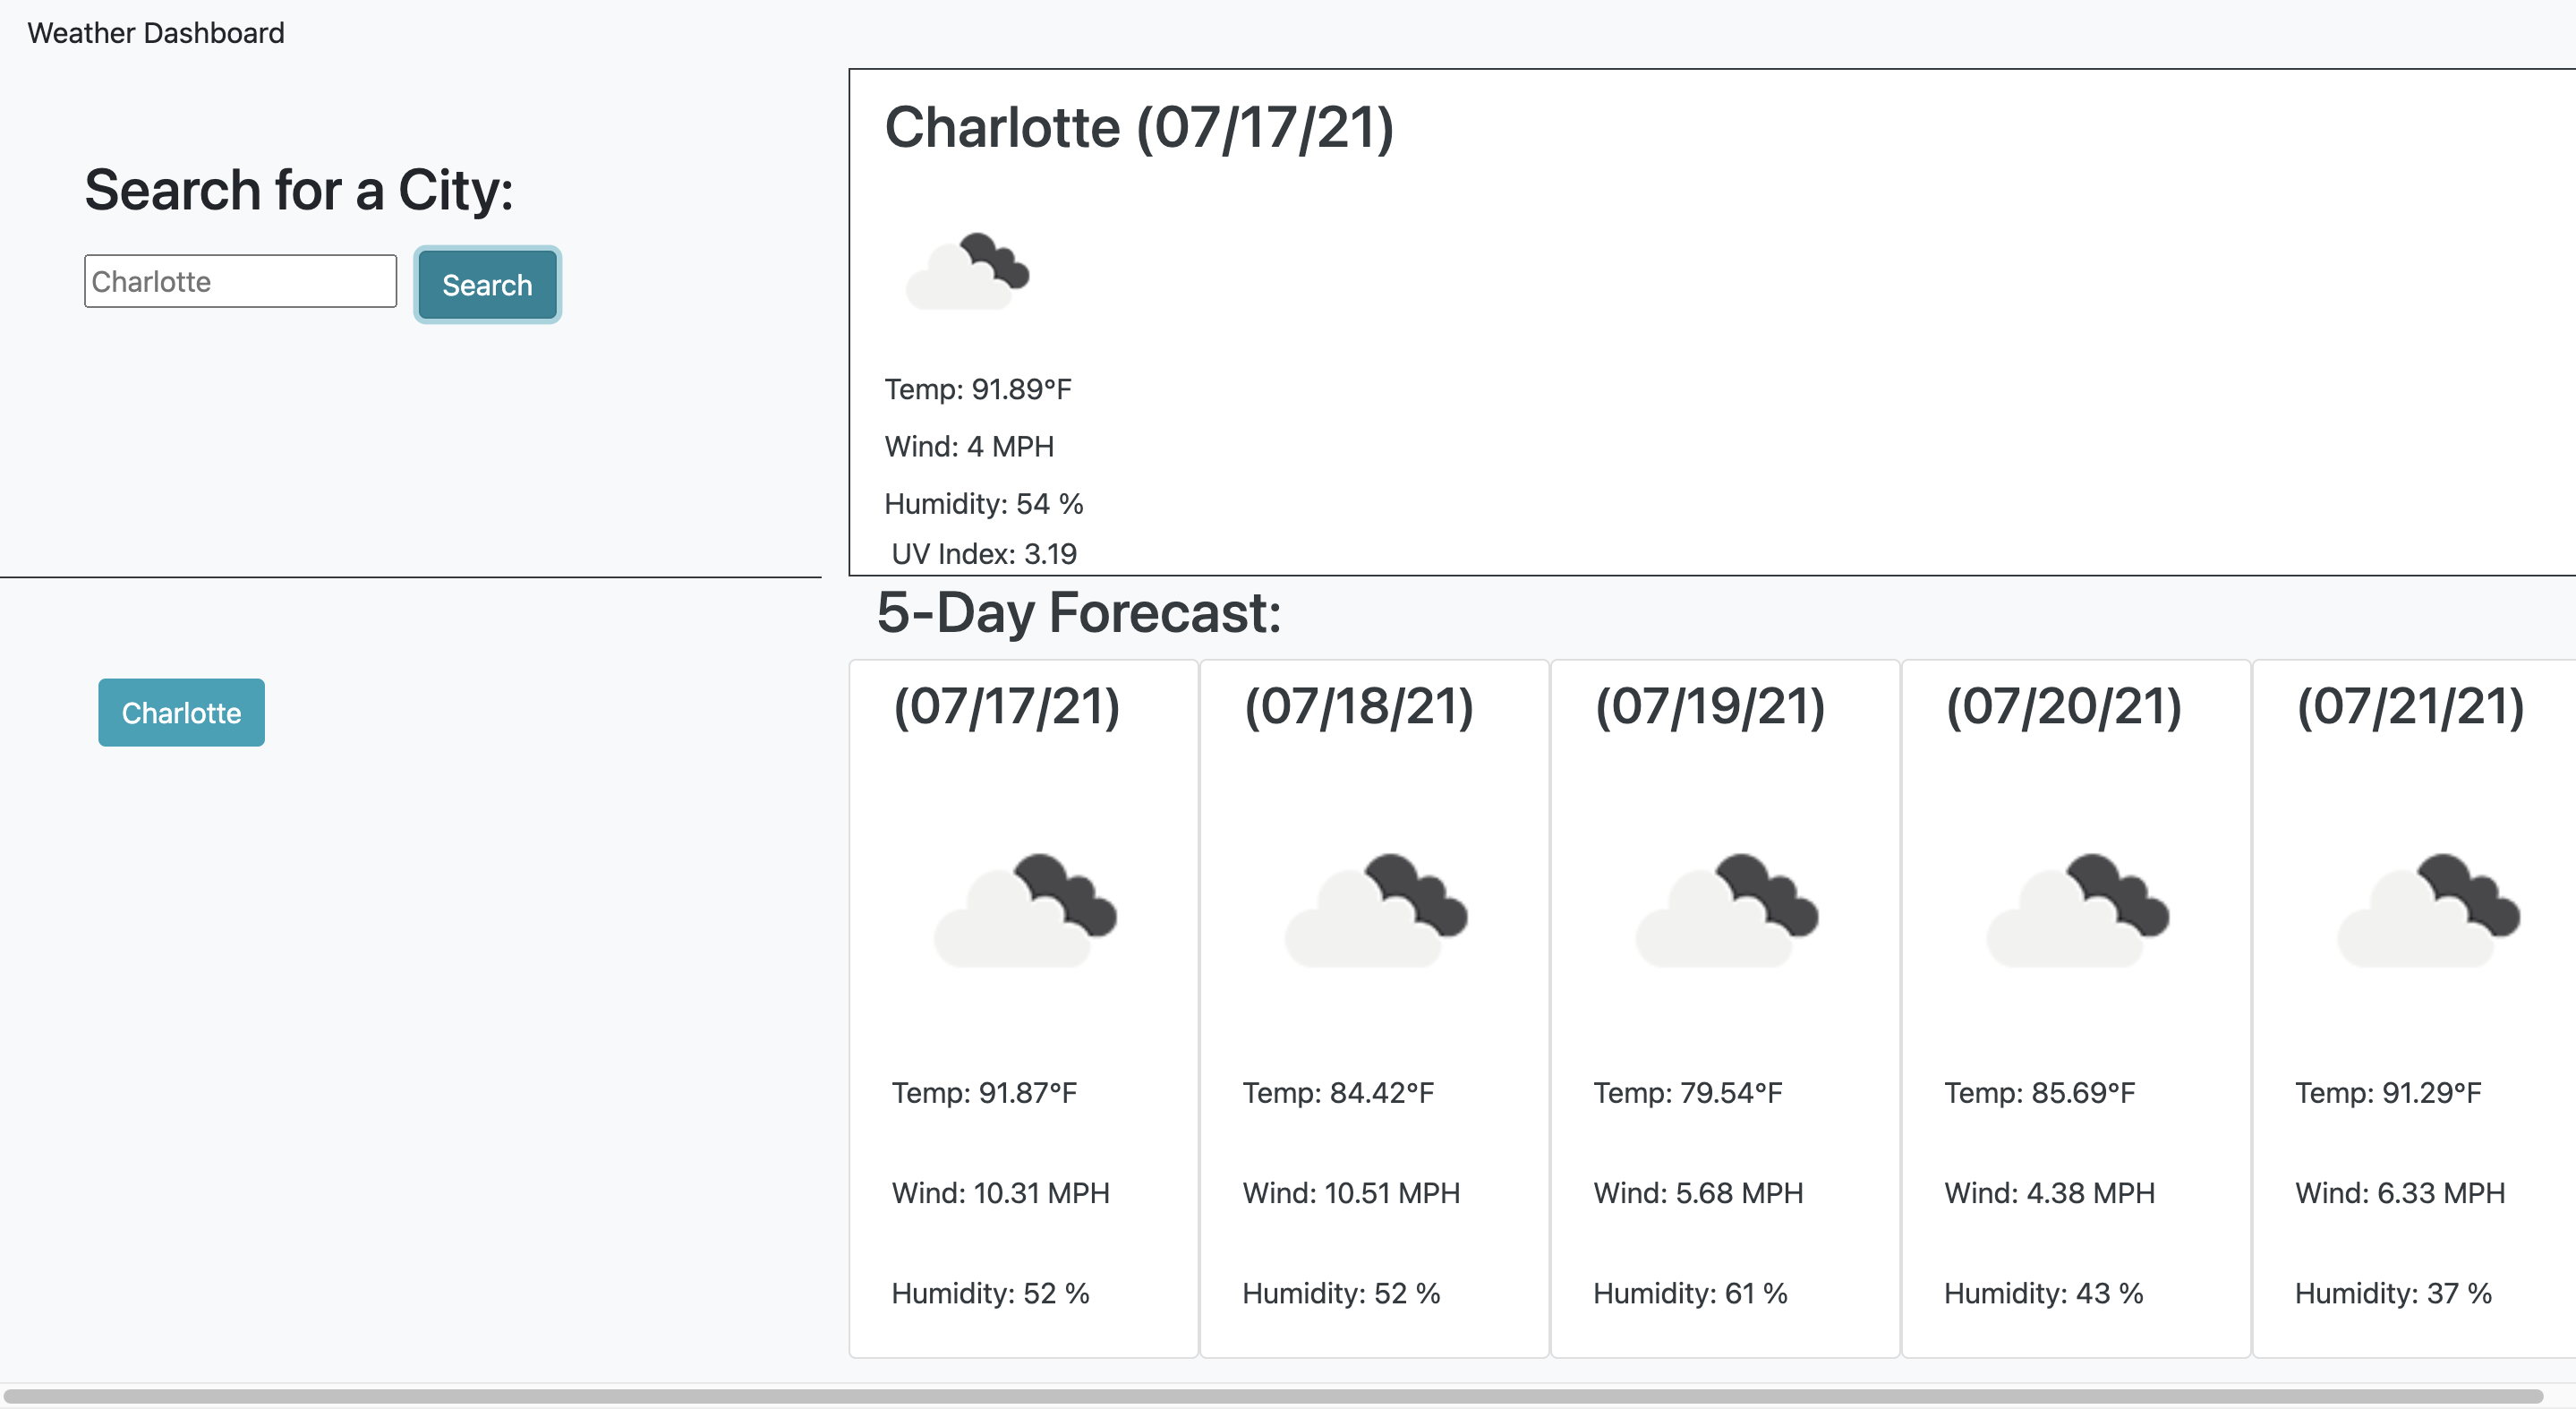 Weather Dashboard
Search for a City:
Charlotte
Search
Charlotte
Charlotte (07/17/21)
Temp: 91.89°F
Wind: 4 MPH
Humidity: 54 %
UV Index: 3.19
5-Day Forecast:
(07/17/21)
Temp: 91.87°F
Wind: 10.31 MPH
Humidity: 52 %
(07/18/21)
Temp: 84.42°F
Wind: 10.51 MPH
Humidity: 52 %
(07/19/21)
Temp: 79.54°F
Wind: 5.68 MPH
Humidity: 61 %
(07/20/21)
Temp: 85.69°F
Wind: 4.38 MPH
Humidity: 43 %
(07/21/21)
Temp: 91.29°F
Wind: 6.33 MPH
Humidity: 37 %